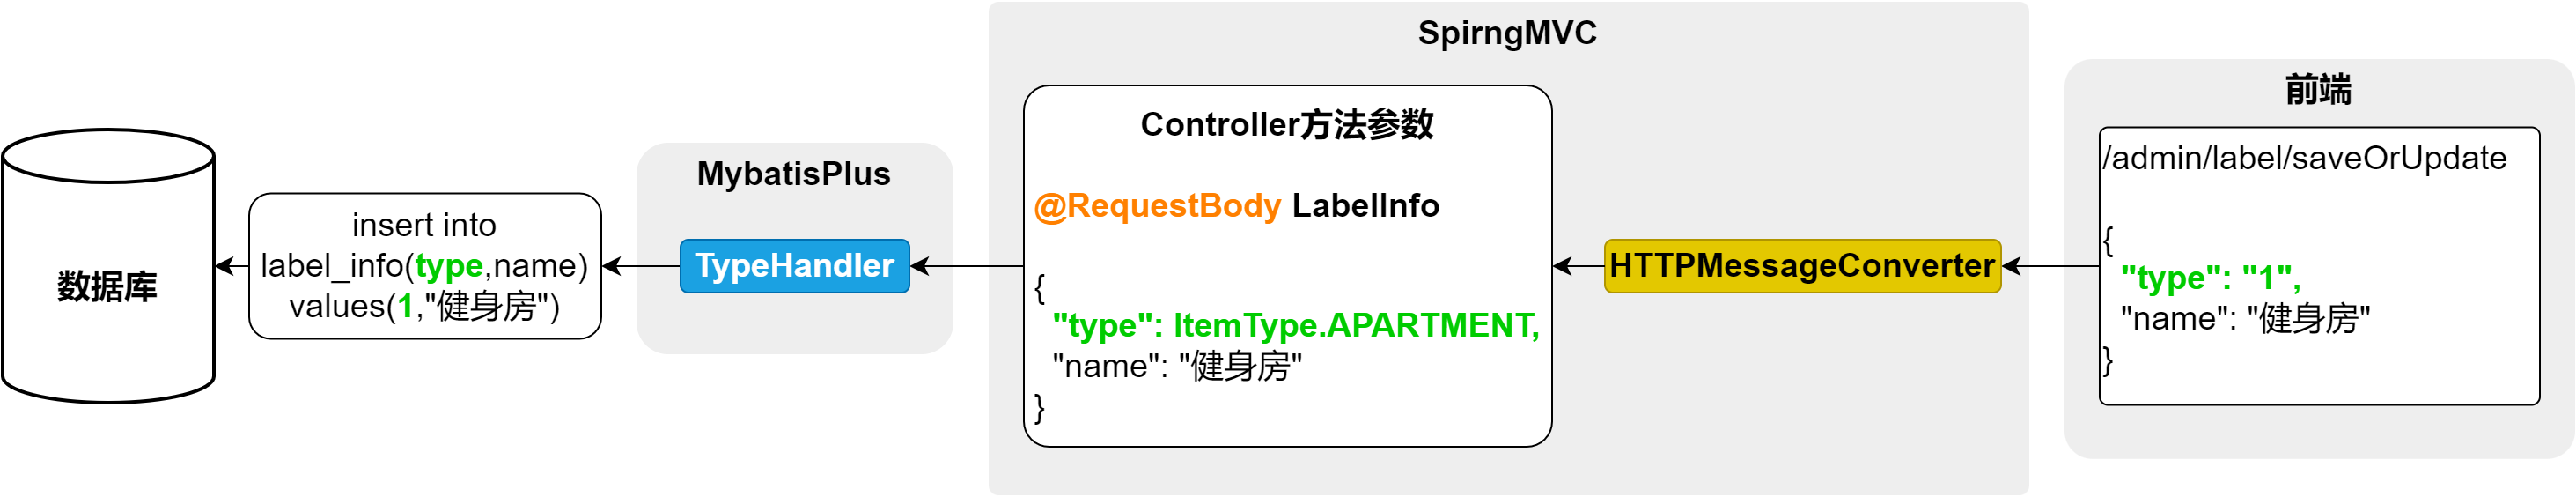 数据库
insert into
label_info(type,name)
values(1,"健身房")
MybatisPlus
TypeHandler
SpirngMVC
Controller方法参数
@RequestBody LabelInfo
{
"type": ItemType.APARTMENT,
"name": "健身房"
}
HTTPMessageConverter
前端
/admin/label/saveOrUpdate
{
"type": "1",
"name": "健身房"
}